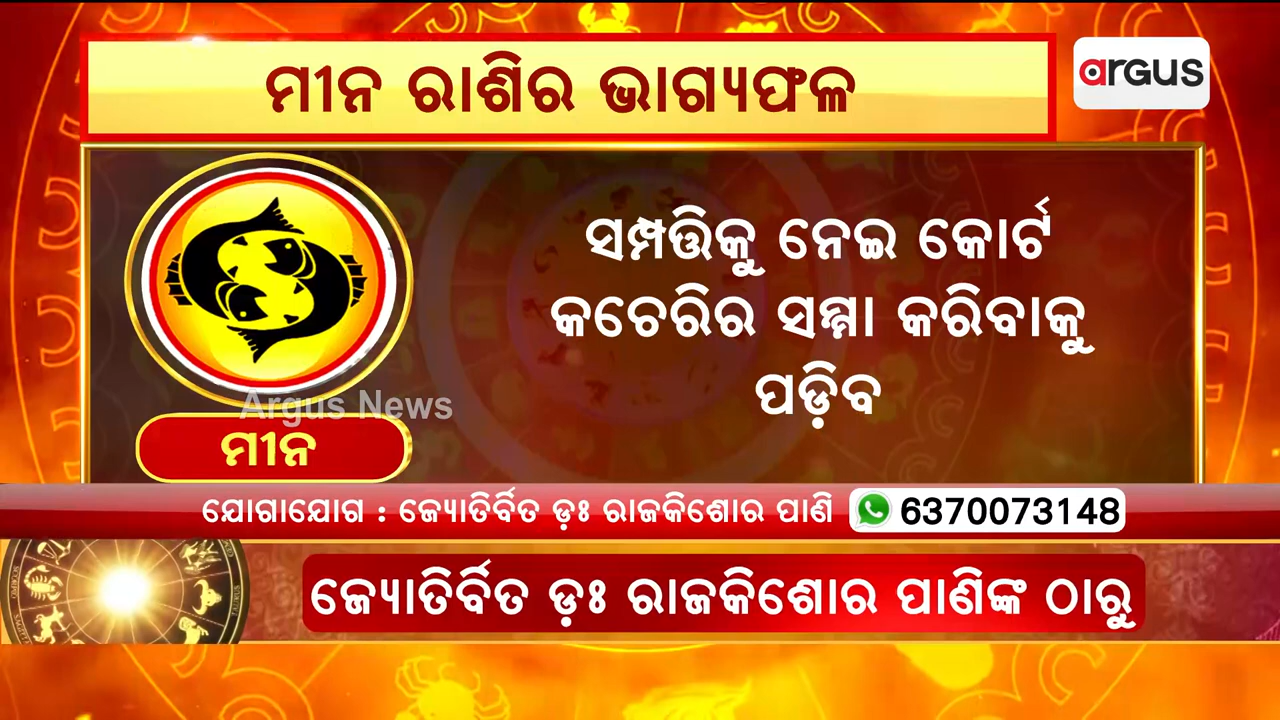 ମୀନ ରାଶିର ଭାଗ୍ୟଫଳ
argus
ସମ୍ପତ୍ତିକୁ ନେଇ କୋର୍ଟ
କଚେରିର ସମ୍ମା କରିବାକୁ
ପଡ଼ିବ
Argus News
ମୀନ
ଯୋଗାଯୋଗ : ଜ୍ୟୋତିର୍ବିତ ଡ଼ଃ ରାଜକିଶୋର ପାଣି 6370073148
ଜ୍ୟୋତିର୍ବିତ ଡ଼ଃ ରାଜକିଶୋର ପାଣିଙ୍କ ଠାରୁ